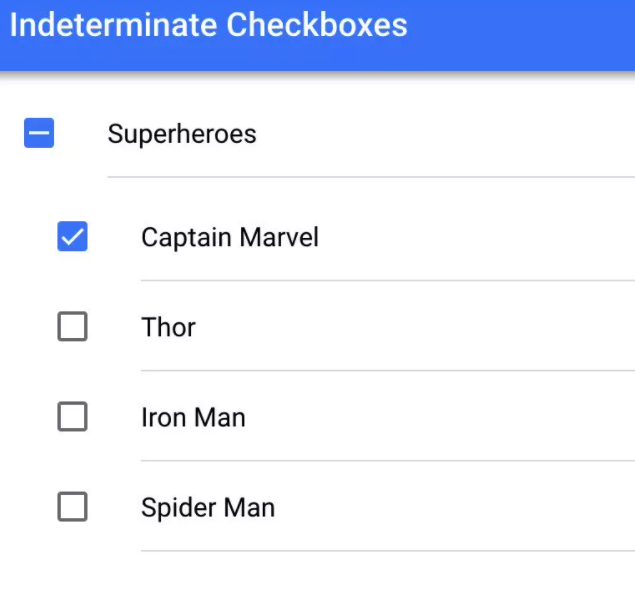 Indeterminate Checkboxes
Superheroes
Captain Marvel
Thor
Iron Man
Spider Man